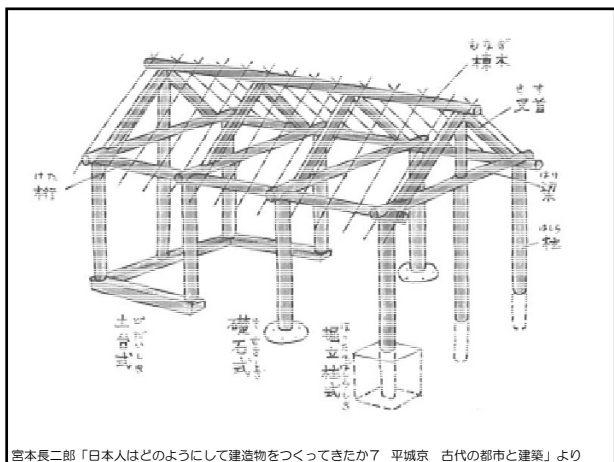 むなぎ
棟木
さす
叉首
けた
桁
はり
梁
はしら
柱
どだいしき
土台式
そせきしき
礎石式
ほったてばしらしき
掘立柱式
宮本長二郎「日本人はどのようにして建造物をつくってきたか7 平城京 古代の都市と建築」より